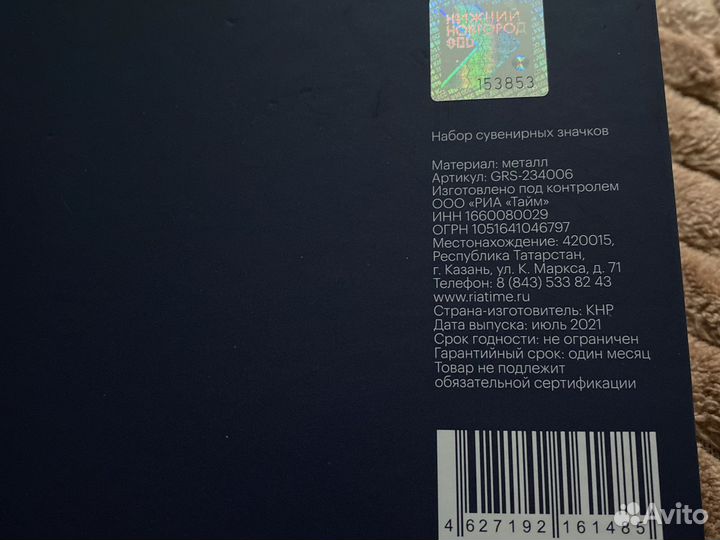 НИЖНИЙ
НОВГОРОД
800
153853
Набор сувенирных значков
Материал: металл
Артикул: GRS-234006
Изготовлено под контролем
ООО «РИА «Тайм»
ИНН 1660080029
ОГРН 1051641046797
Местонахождение: 420015,
Республика Татарстан,
г. Казань, ул. К. Маркса, д. 71
Телефон: 8 (843) 533 82 43
www.riatime.ru
Страна-изготовитель: КНР
Дата выпуска: июль 2021
Срок годности: не ограничен
Гарантийный срок: один месяц
Товар не подлежит
обязательной сертификации
4 627192 161485
Avito